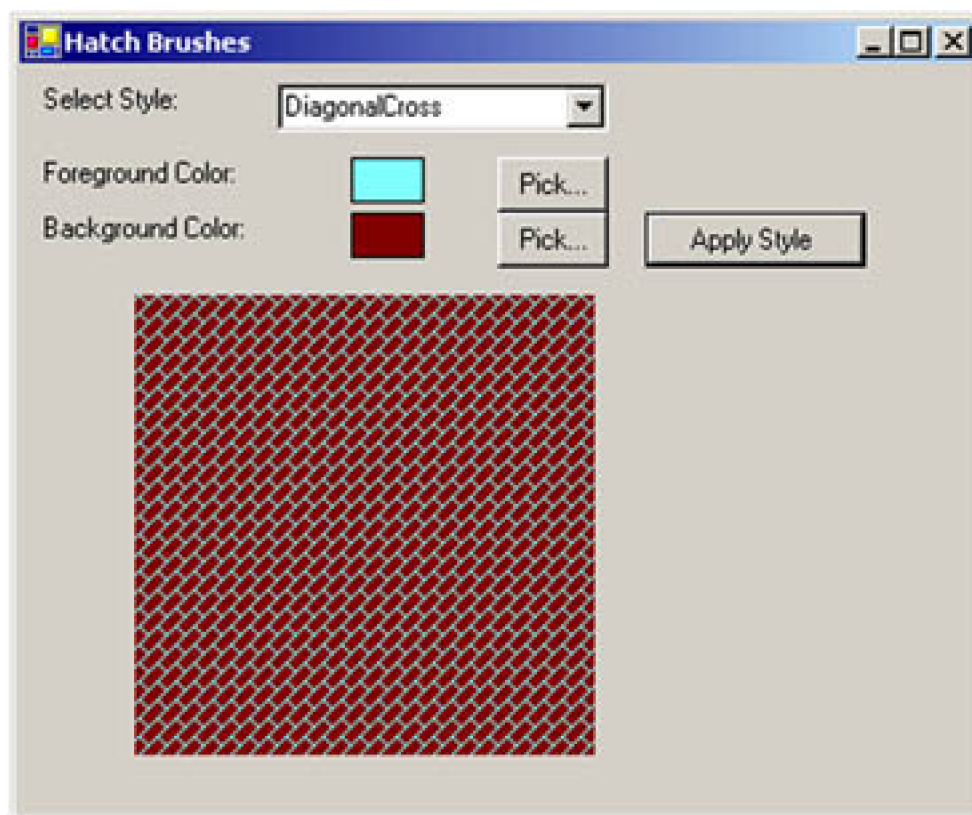 Hatch Brushes
Select Style: DiagonalCross
Foreground Color: Pick...
Background Color: Pick... Apply Style